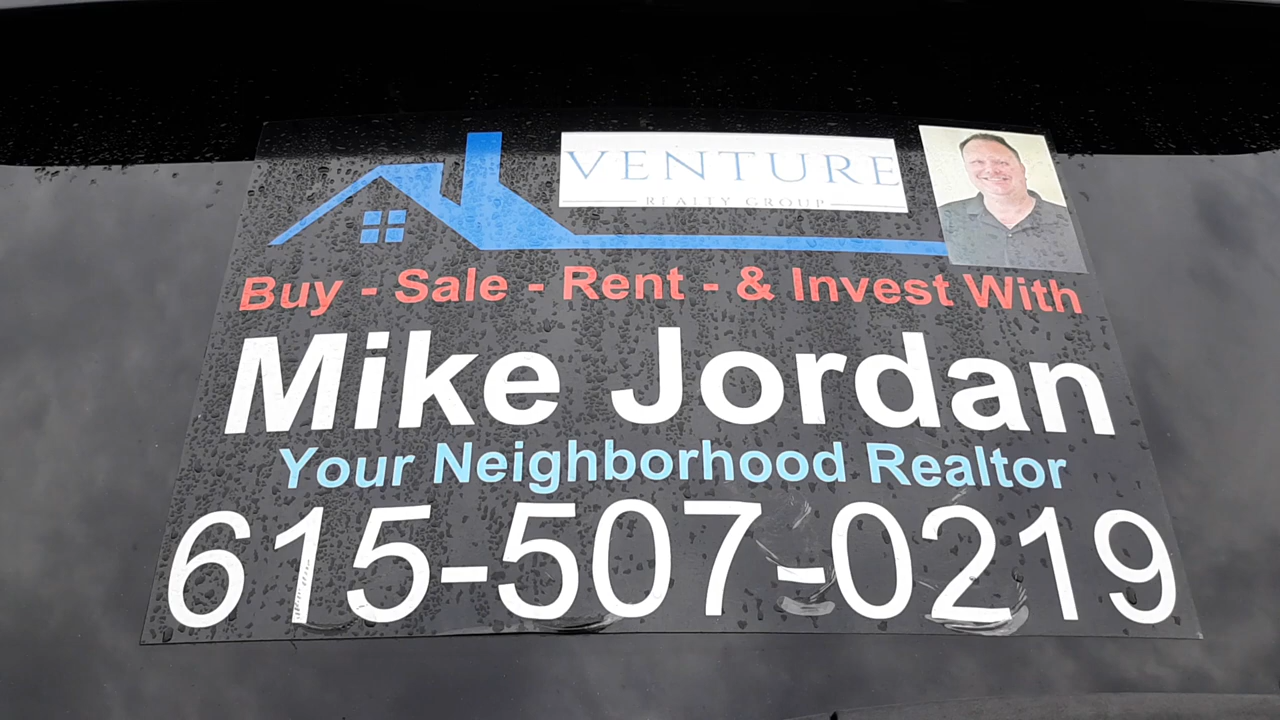 VENTURE
REALTY GROUP
Buy - Sale - Rent - & Invest With
Mike Jordan
Your Neighborhood Realtor
615-507-0219